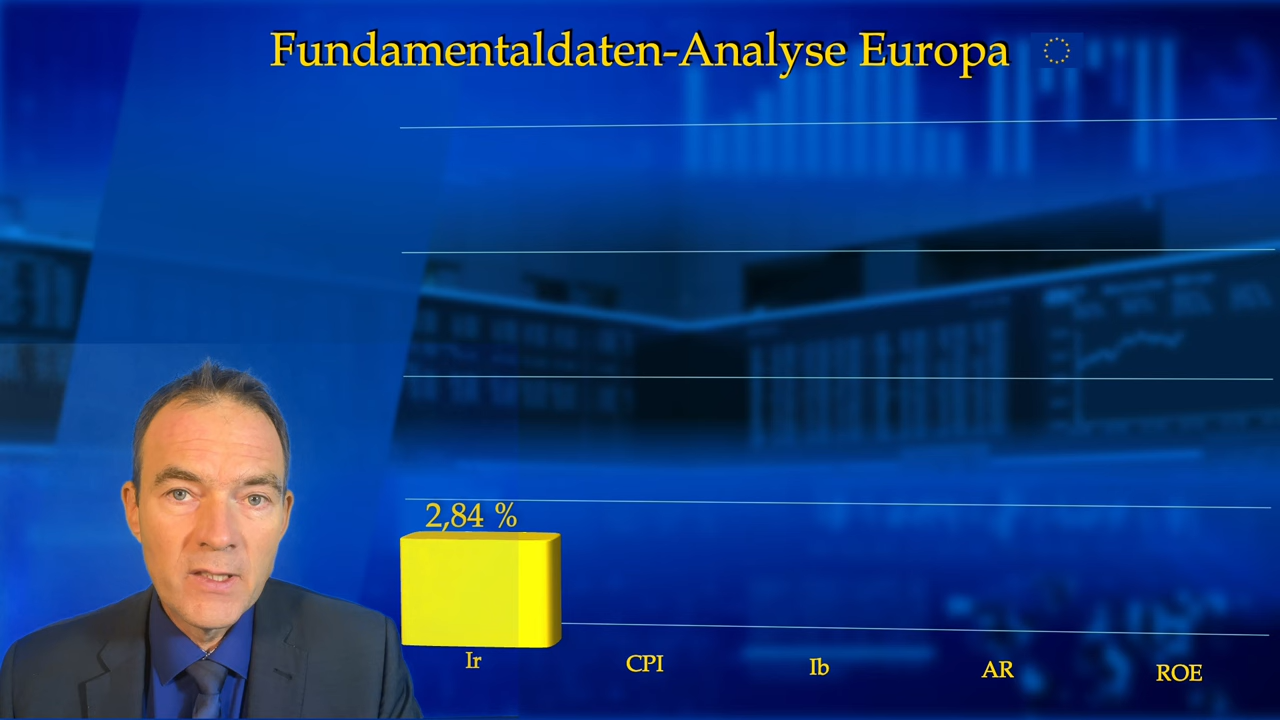 Fundamentaldaten-Analyse Europa
2,84 %
Ir
CPI
Ib
AR
ROE